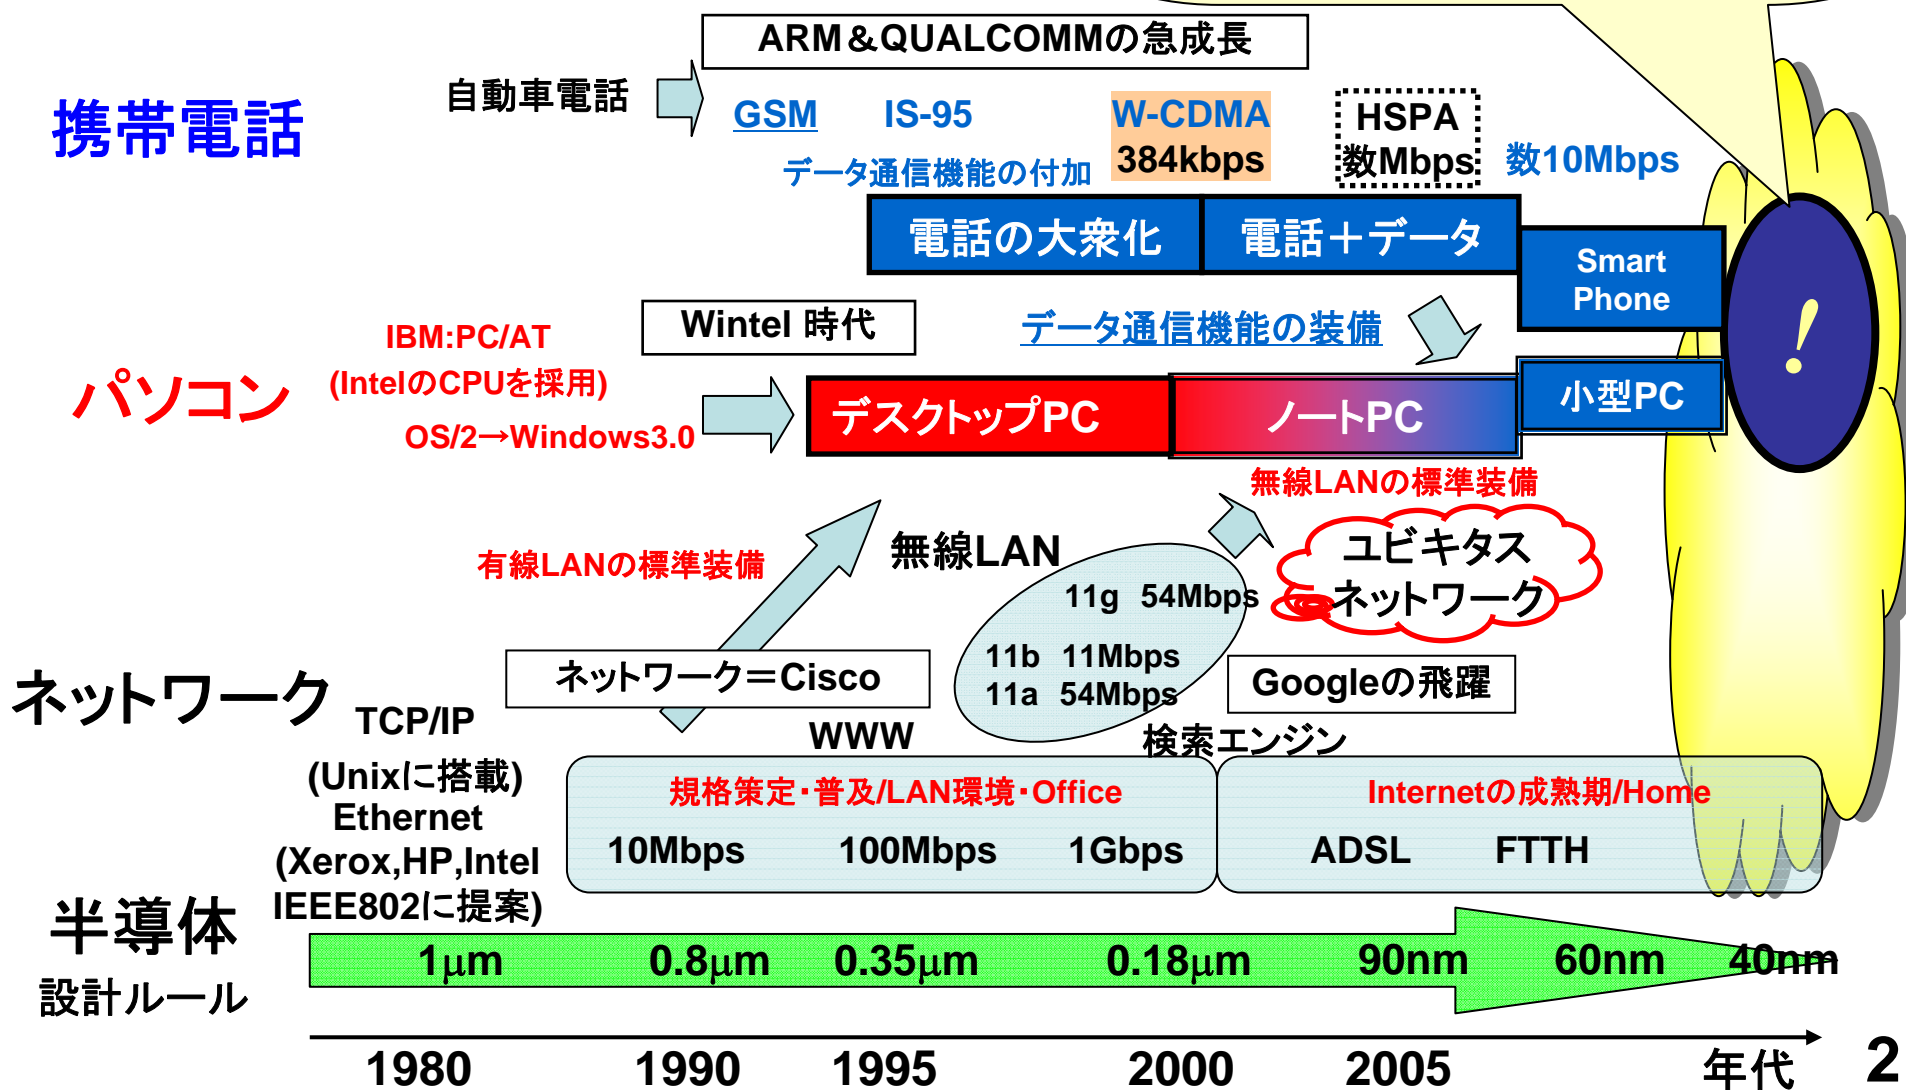 ARM＆QUALCOMMの急成長
携帯電話
自動車電話
GSM
IS-95
W-CDMA
384kbps
HSPA
数Mbps
数10Mbps
データ通信機能の付加
電話の大衆化
電話＋データ
Smart
Phone
!
Wintel 時代
データ通信機能の装備
パソコン
IBM:PC/AT
(IntelのCPUを採用)
OS/2→Windows3.0
デスクトップPC
ノートPC
小型PC
無線LANの標準装備
有線LANの標準装備
無線LAN
ユビキタス
ネットワーク
11g 54Mbps
11b 11Mbps
11a 54Mbps
ネットワーク＝Cisco
Googleの飛躍
ネットワーク
TCP/IP
(Unixに搭載)
Ethernet
(Xerox,HP,Intel
IEEE802に提案)
WWW
検索エンジン
規格策定・普及/LAN環境・Office
Internetの成熟期/Home
10Mbps
100Mbps
1Gbps
ADSL
FTTH
半導体
設計ルール
1μm
0.8μm
0.35μm
0.18μm
90nm
60nm
40nm
1980
1990
1995
2000
2005
年代
2